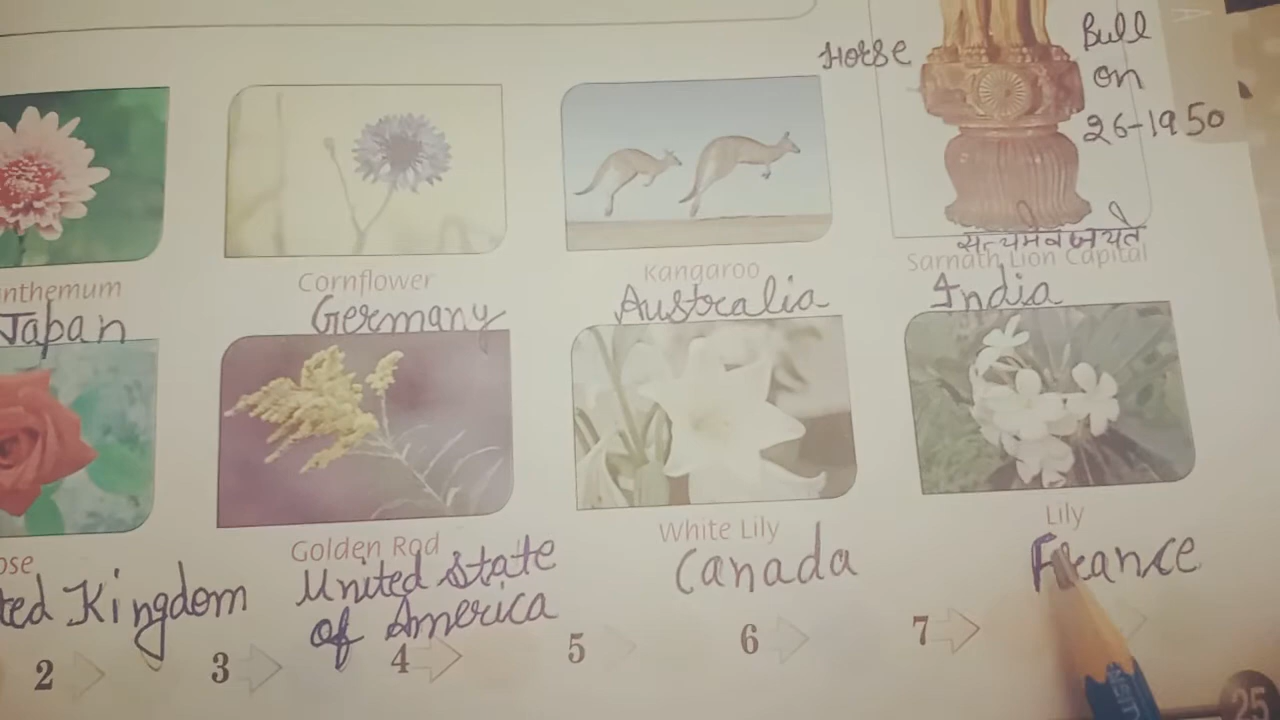 Horse
Bull
on
26-1950
सत्यमेव जयते
nthemum
Cornflower
Kangaroo
Sarnath Lion Capital
Japan
Germany
Australia
India
ose
Golden Rod
White Lily
Lily
ted Kingdom
United State
of America
Canada
France
2
3
4
5
6
7
25